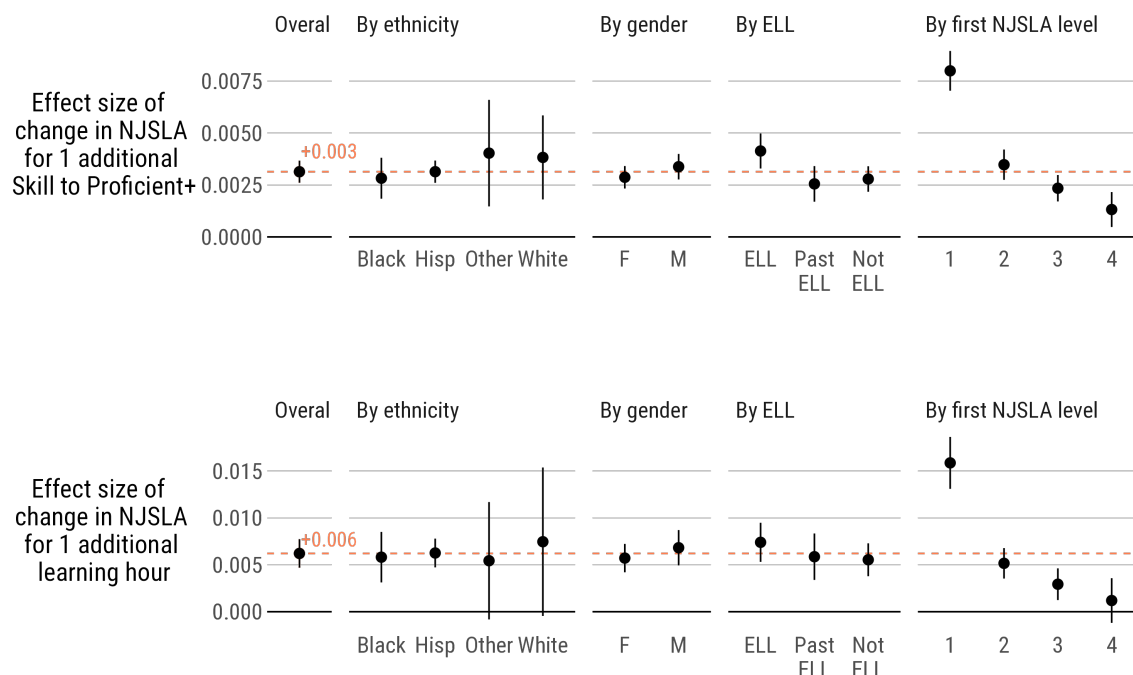 Overal By ethnicity By gender By ELL By first NJSLA level
Effect size of
change in NJSLA
for 1 additional
Skill to Proficient+
0.0075
0.0050
0.0025
0.0000
+0.003
Black Hisp Other White F M ELL Past Not 1 2 3 4
ELL ELL
Overal By ethnicity By gender By ELL By first NJSLA level
Effect size of
change in NJSLA
for 1 additional
learning hour
0.015
0.010
0.005
0.000
+0.006
Black Hisp Other White F M ELL Past Not 1 2 3 4
ELL ELL